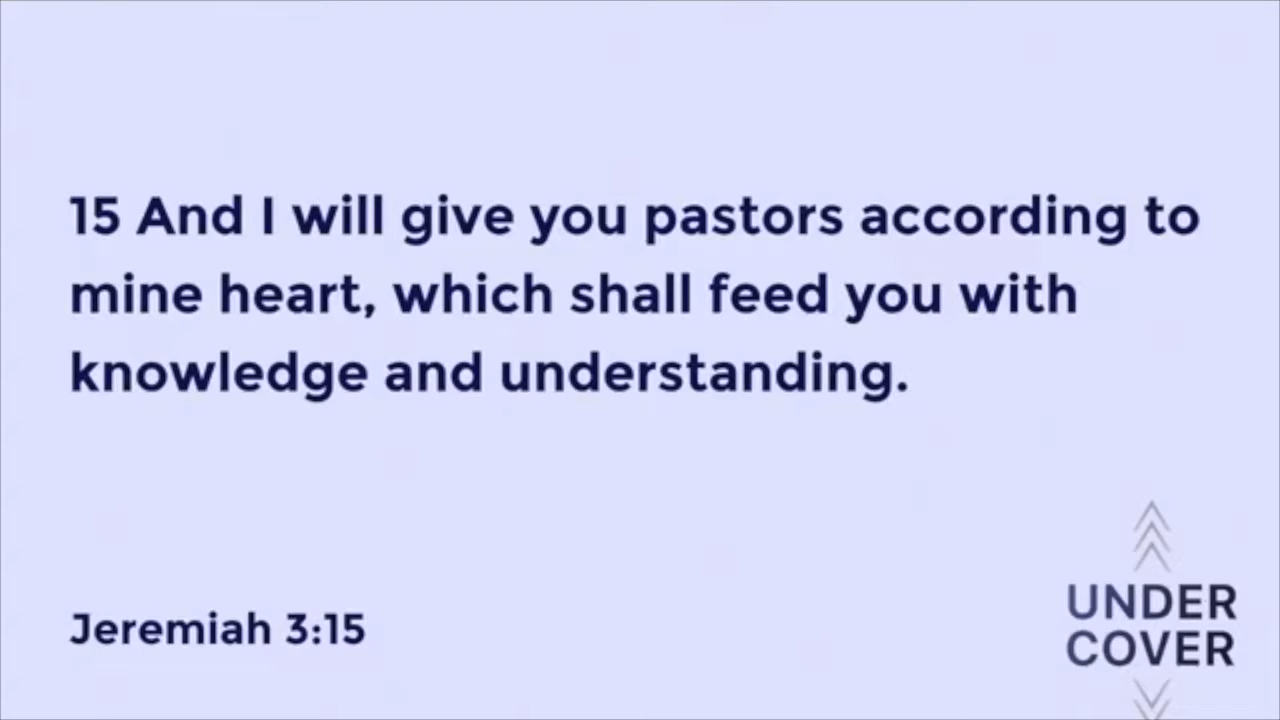 15 And I will give you pastors according to
mine heart, which shall feed you with
knowledge and understanding.
Jeremiah 3:15
UNDER
COVER